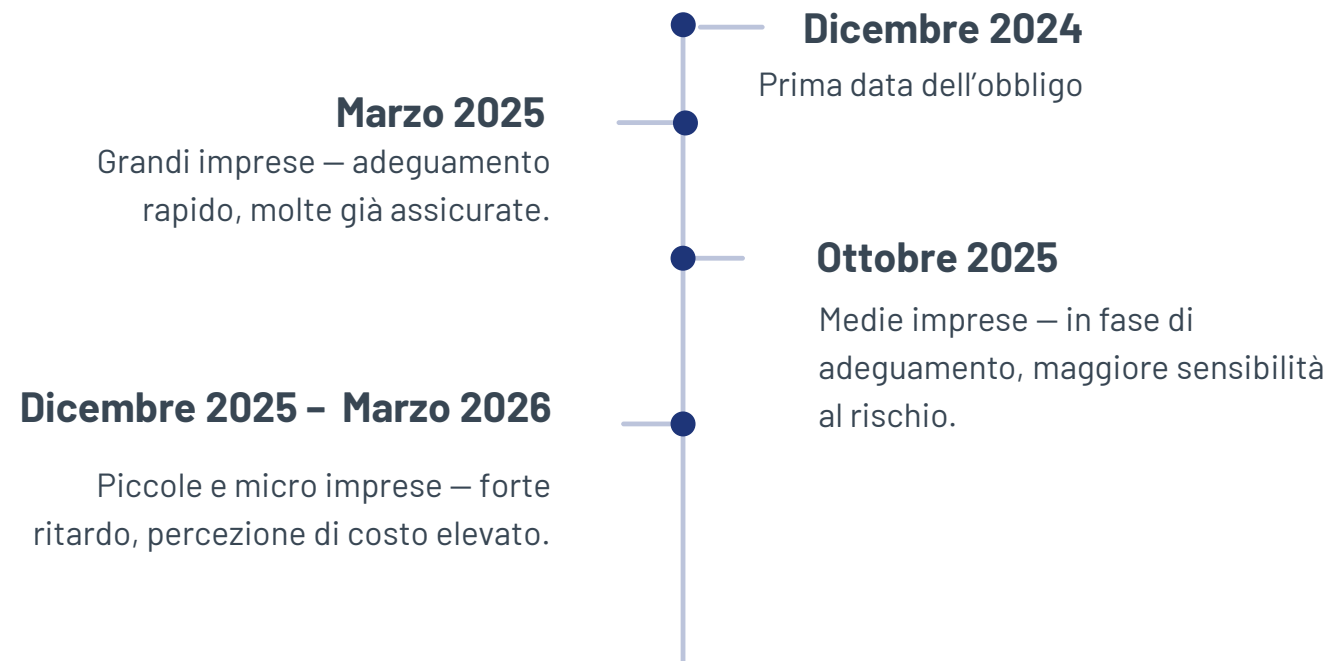 Dicembre 2024
Prima data dell’obbligo
Marzo 2025
Grandi imprese — adeguamento
rapido, molte già assicurate.
Ottobre 2025
Medie imprese — in fase di
adeguamento, maggiore sensibilità
al rischio.
Dicembre 2025 – Marzo 2026
Piccole e micro imprese — forte
ritardo, percezione di costo elevato.